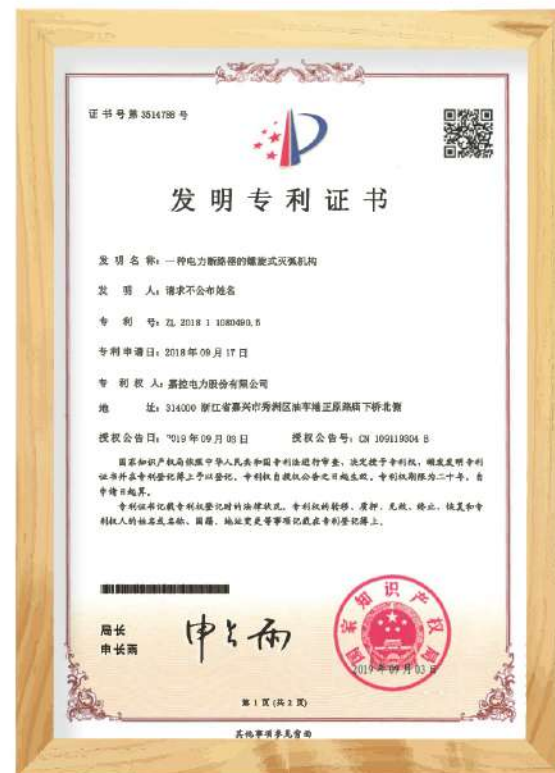 证书号第3514788号
发明专利证书
发明名称：一种电力断路器的螺旋式灭弧机构
发明人：请求不公布姓名
专利号：ZL 2018 1 1080490.5
专利申请日：2018年09月17日
专利权人：嘉控电力股份有限公司
地址：314000 浙江省嘉兴市秀洲区油车港正原路庙下桥北侧
授权公告日：2019年09月03日 授权公告号：CN 109119304 B
国家知识产权局依照中华人民共和国专利法进行审查，决定授予专利权，颁发发明专利
证书并在专利登记簿上予以登记。专利权自授权公告之日起生效。专利权期限为二十年，自
申请日起算。
专利证书记载专利权登记时的法律状况。专利权的转移、质押、无效、终止、恢复和专
利权人的姓名或名称、国籍、地址变更等事项记载在专利登记簿上。
局长
申长雨
申长雨
国家知识产权局
2019年09月03日
第1页(共2页)
其他事项参见背面